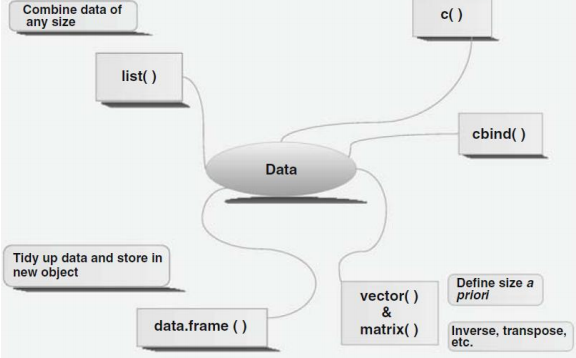 Combine data of
any size
c( )
list( )
cbind( )
Data
Tidy up data and store in
new object
data.frame ( )
vector( )
&
matrix( )
Define size a
priori
Inverse, transpose,
etc.